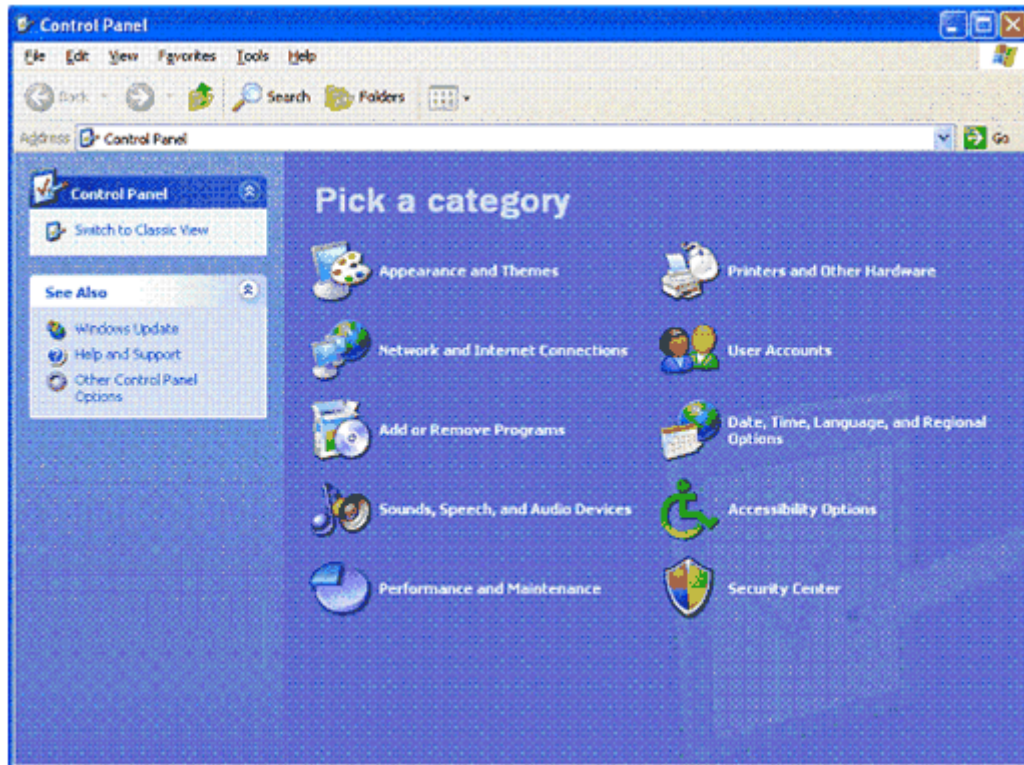 Control Panel
File Edit View Favorites Tools Help
Back Search Folders
Address Control Panel Go
Control Panel
Switch to Classic View
See Also
Windows Update
Help and Support
Other Control Panel
Options
Pick a category
Appearance and Themes
Printers and Other Hardware
Network and Internet Connections
User Accounts
Add or Remove Programs
Date, Time, Language, and Regional
Options
Sounds, Speech, and Audio Devices
Accessibility Options
Performance and Maintenance
Security Center